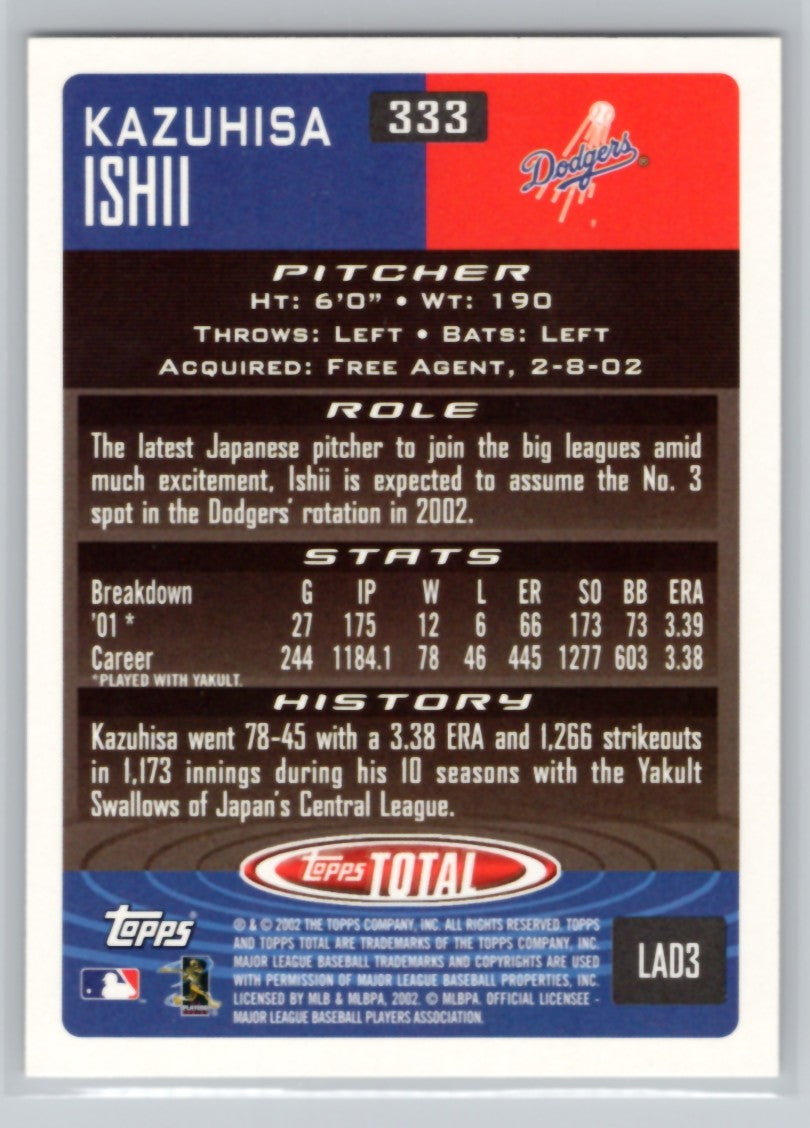 KAZUHISA
ISHII
333
Dodgers
PITCHER
HT: 6'0" • WT: 190
THROWS: LEFT • BATS: LEFT
ACQUIRED: FREE AGENT, 2-8-02
ROLE
The latest Japanese pitcher to join the big leagues amid
much excitement, Ishii is expected to assume the No. 3
spot in the Dodgers' rotation in 2002.
STATS
Breakdown G IP W L ER SO BB ERA
'01 * 27 175 12 6 66 173 73 3.39
Career 244 1184.1 78 46 445 1277 603 3.38
*PLAYED WITH YAKULT.
HISTORY
Kazuhisa went 78-45 with a 3.38 ERA and 1,266 strikeouts
in 1,173 innings during his 10 seasons with the Yakult
Swallows of Japan's Central League.
topps TOTAL
topps
® & © 2002 THE TOPPS COMPANY, INC. ALL RIGHTS RESERVED. TOPPS
AND TOPPS TOTAL ARE TRADEMARKS OF THE TOPPS COMPANY, INC.
MAJOR LEAGUE BASEBALL TRADEMARKS AND COPYRIGHTS ARE USED
WITH PERMISSION OF MAJOR LEAGUE BASEBALL PROPERTIES, INC.
LICENSED BY MLB & MLBPA, 2002. © MLBPA. OFFICIAL LICENSEE -
MAJOR LEAGUE BASEBALL PLAYERS ASSOCIATION.
LAD3